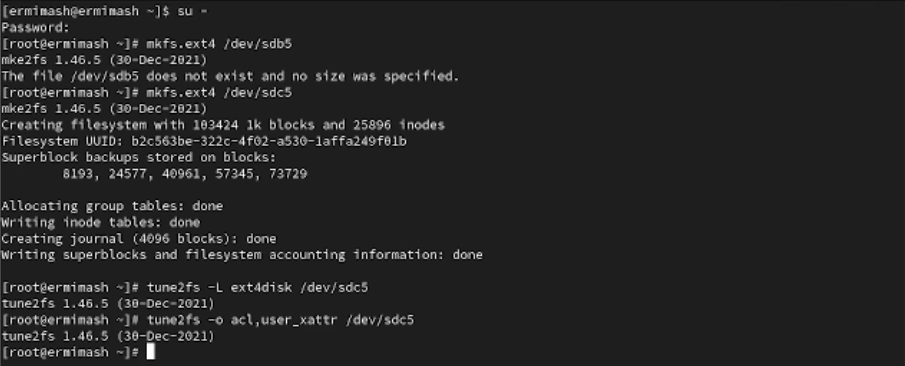 [ermimash@ermimash ~]$ su -
Password:
[root@ermimash ~]# mkfs.ext4 /dev/sdb5
mke2fs 1.46.5 (30-Dec-2021)
The file /dev/sdb5 does not exist and no size was specified.
[root@ermimash ~]# mkfs.ext4 /dev/sdc5
mke2fs 1.46.5 (30-Dec-2021)
Creating filesystem with 103424 1k blocks and 25896 inodes
Filesystem UUID: b2c563be-322c-4f02-a530-1affa249f01b
Superblock backups stored on blocks:
        8193, 24577, 40961, 57345, 73729

Allocating group tables: done
Writing inode tables: done
Creating journal (4096 blocks): done
Writing superblocks and filesystem accounting information: done

[root@ermimash ~]# tune2fs -L ext4disk /dev/sdc5
tune2fs 1.46.5 (30-Dec-2021)
[root@ermimash ~]# tune2fs -o acl,user_xattr /dev/sdc5
tune2fs 1.46.5 (30-Dec-2021)
[root@ermimash ~]#